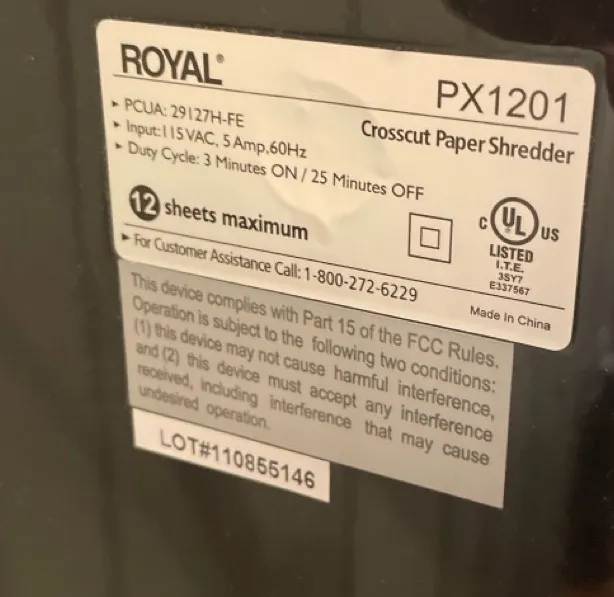 ROYAL®
PX1201
▸ PCUA: 29127H-FE
Crosscut Paper Shredder
▸ Input:115VAC, 5 Amp,60Hz
▸ Duty Cycle: 3 Minutes ON / 25 Minutes OFF
12 sheets maximum
C UL US
LISTED
I.T.E.
3SY7
E337567
▸ For Customer Assistance Call: 1-800-272-6229
Made In China
This device complies with Part 15 of the FCC Rules.
Operation is subject to the following two conditions:
(1) this device may not cause harmful interference,
and (2) this device must accept any interference
received, including interference that may cause
undesired operation.
LOT#110855146